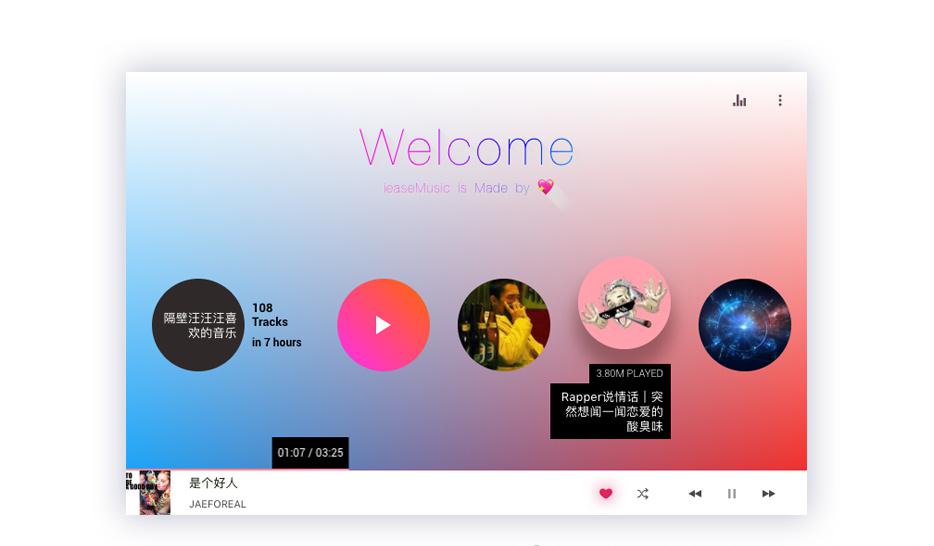 Welcome
ieaseMusic is Made by 💖
隔壁汪汪汪喜
欢的音乐
108
Tracks
in 7 hours
3.80M PLAYED
Rapper说情话｜突
然想闻一闻恋爱的
酸臭味
01:07 / 03:25
是个好人
JAEFOREAL